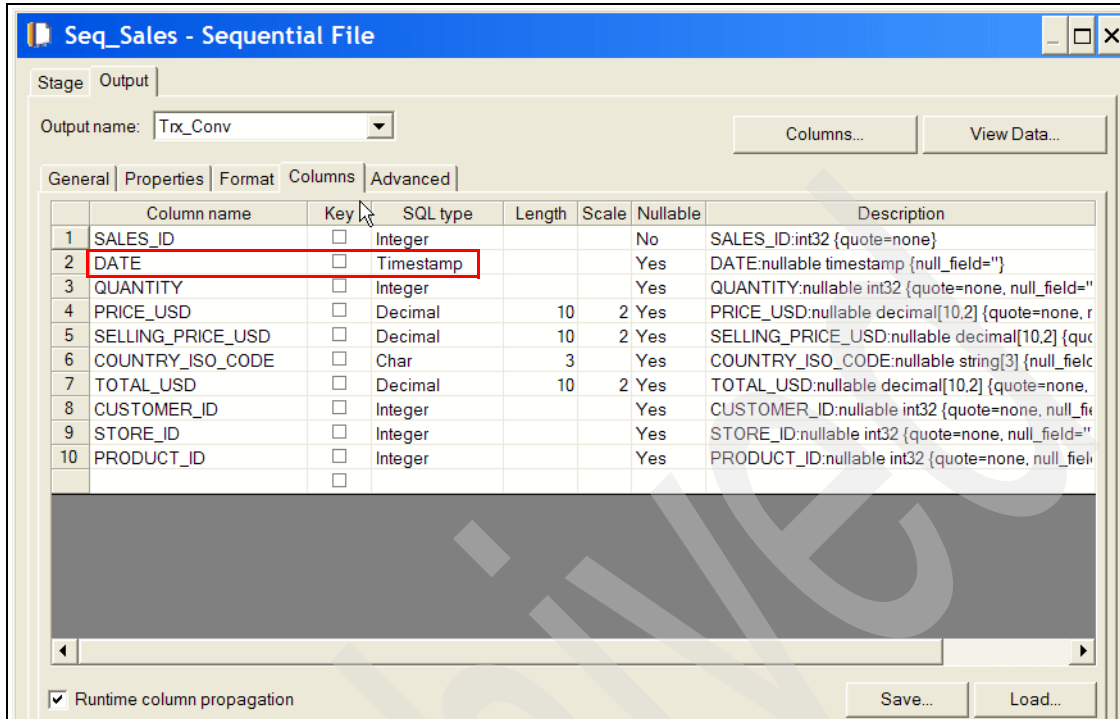 Seq_Sales - Sequential File
Stage Output
Output name: Trx_Conv Columns... View Data...
General Properties Format Columns Advanced
Column name Key SQL type Length Scale Nullable Description
1 SALES_ID Integer No SALES_ID:int32 {quote=none}
2 DATE Timestamp Yes DATE:nullable timestamp {null_field=''}
3 QUANTITY Integer Yes QUANTITY:nullable int32 {quote=none, null_field=''
4 PRICE_USD Decimal 10 2 Yes PRICE_USD:nullable decimal[10,2] {quote=none, r
5 SELLING_PRICE_USD Decimal 10 2 Yes SELLING_PRICE_USD:nullable decimal[10,2] {quo
6 COUNTRY_ISO_CODE Char 3 Yes COUNTRY_ISO_CODE:nullable string[3] {null_fielc
7 TOTAL_USD Decimal 10 2 Yes TOTAL_USD:nullable decimal[10,2] {quote=none,
8 CUSTOMER_ID Integer Yes CUSTOMER_ID:nullable int32 {quote=none, null_fie
9 STORE_ID Integer Yes STORE_ID:nullable int32 {quote=none, null_field=''
10 PRODUCT_ID Integer Yes PRODUCT_ID:nullable int32 {quote=none, null_field
Runtime column propagation Save... Load...